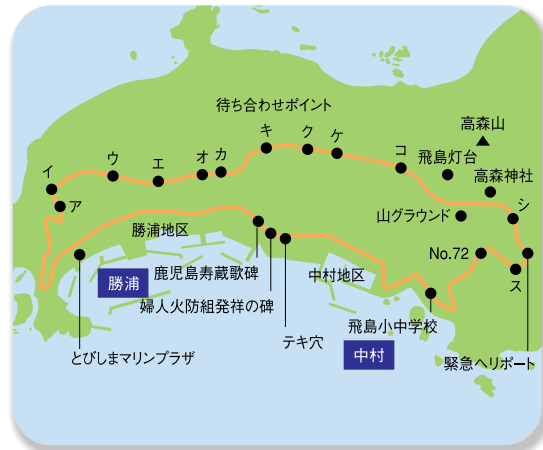 待ち合わせポイント
高森山
キ
ク
ケ
コ
飛島灯台
オ
カ
ウ
エ
イ
高森神社
ア
シ
山グラウンド
勝浦地区
No.72
鹿児島寿蔵歌碑
中村地区
勝浦
ス
婦人火防組発祥の碑
飛島小中学校
テキ穴
とびしまマリンプラザ
中村
緊急ヘリポート